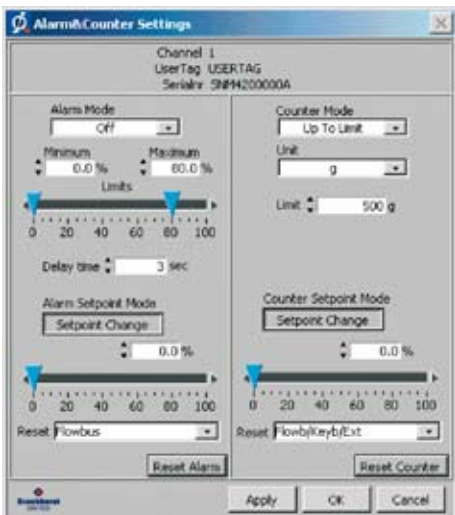 Alarm&Counter Settings
Channel 1
UserTag USERTAG
Serialnr SNM4200000A
Alarm Mode
Off
Minimum Maximum
0.0 % 80.0 %
Limits
0 20 40 60 80 100
Delay time 3 sec
Alarm Setpoint Mode
Setpoint Change
0.0 %
0 20 40 60 80 100
Reset Flowbus
Reset Alarm
Counter Mode
Up To Limit
Unit
g
Limit 500 g
Counter Setpoint Mode
Setpoint Change
0.0 %
0 20 40 60 80 100
Reset Flowb/Keyb/Ext
Reset Counter
Apply OK Cancel